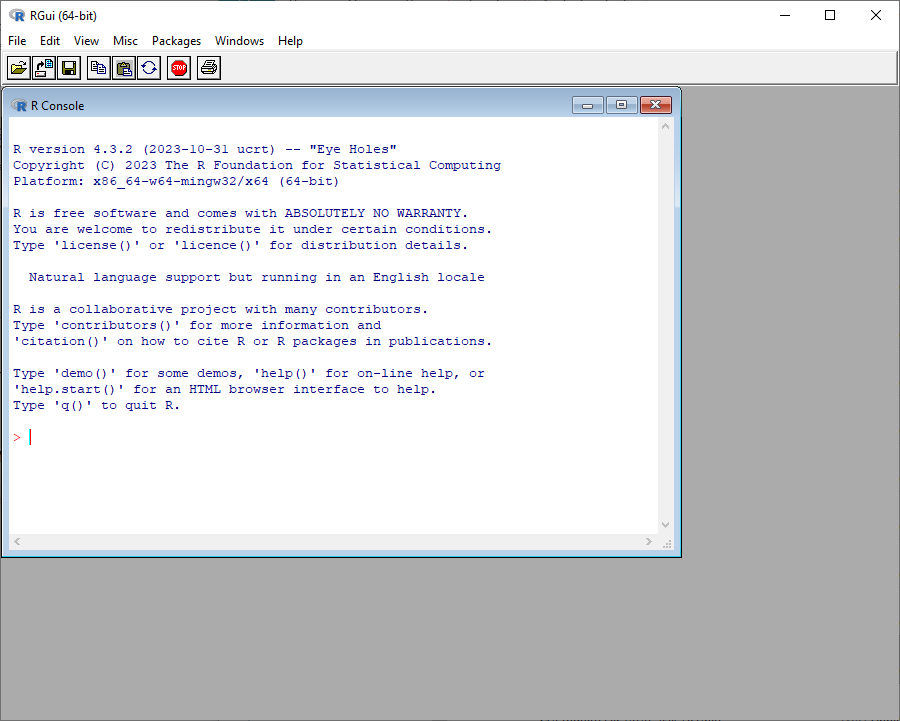 RGui (64-bit)
File Edit View Misc Packages Windows Help
STOP
R Console
R version 4.3.2 (2023-10-31 ucrt) -- "Eye Holes"
Copyright (C) 2023 The R Foundation for Statistical Computing
Platform: x86_64-w64-mingw32/x64 (64-bit)
R is free software and comes with ABSOLUTELY NO WARRANTY.
You are welcome to redistribute it under certain conditions.
Type 'license()' or 'licence()' for distribution details.
Natural language support but running in an English locale
R is a collaborative project with many contributors.
Type 'contributors()' for more information and
'citation()' on how to cite R or R packages in publications.
Type 'demo()' for some demos, 'help()' for on-line help, or
'help.start()' for an HTML browser interface to help.
Type 'q()' to quit R.
>